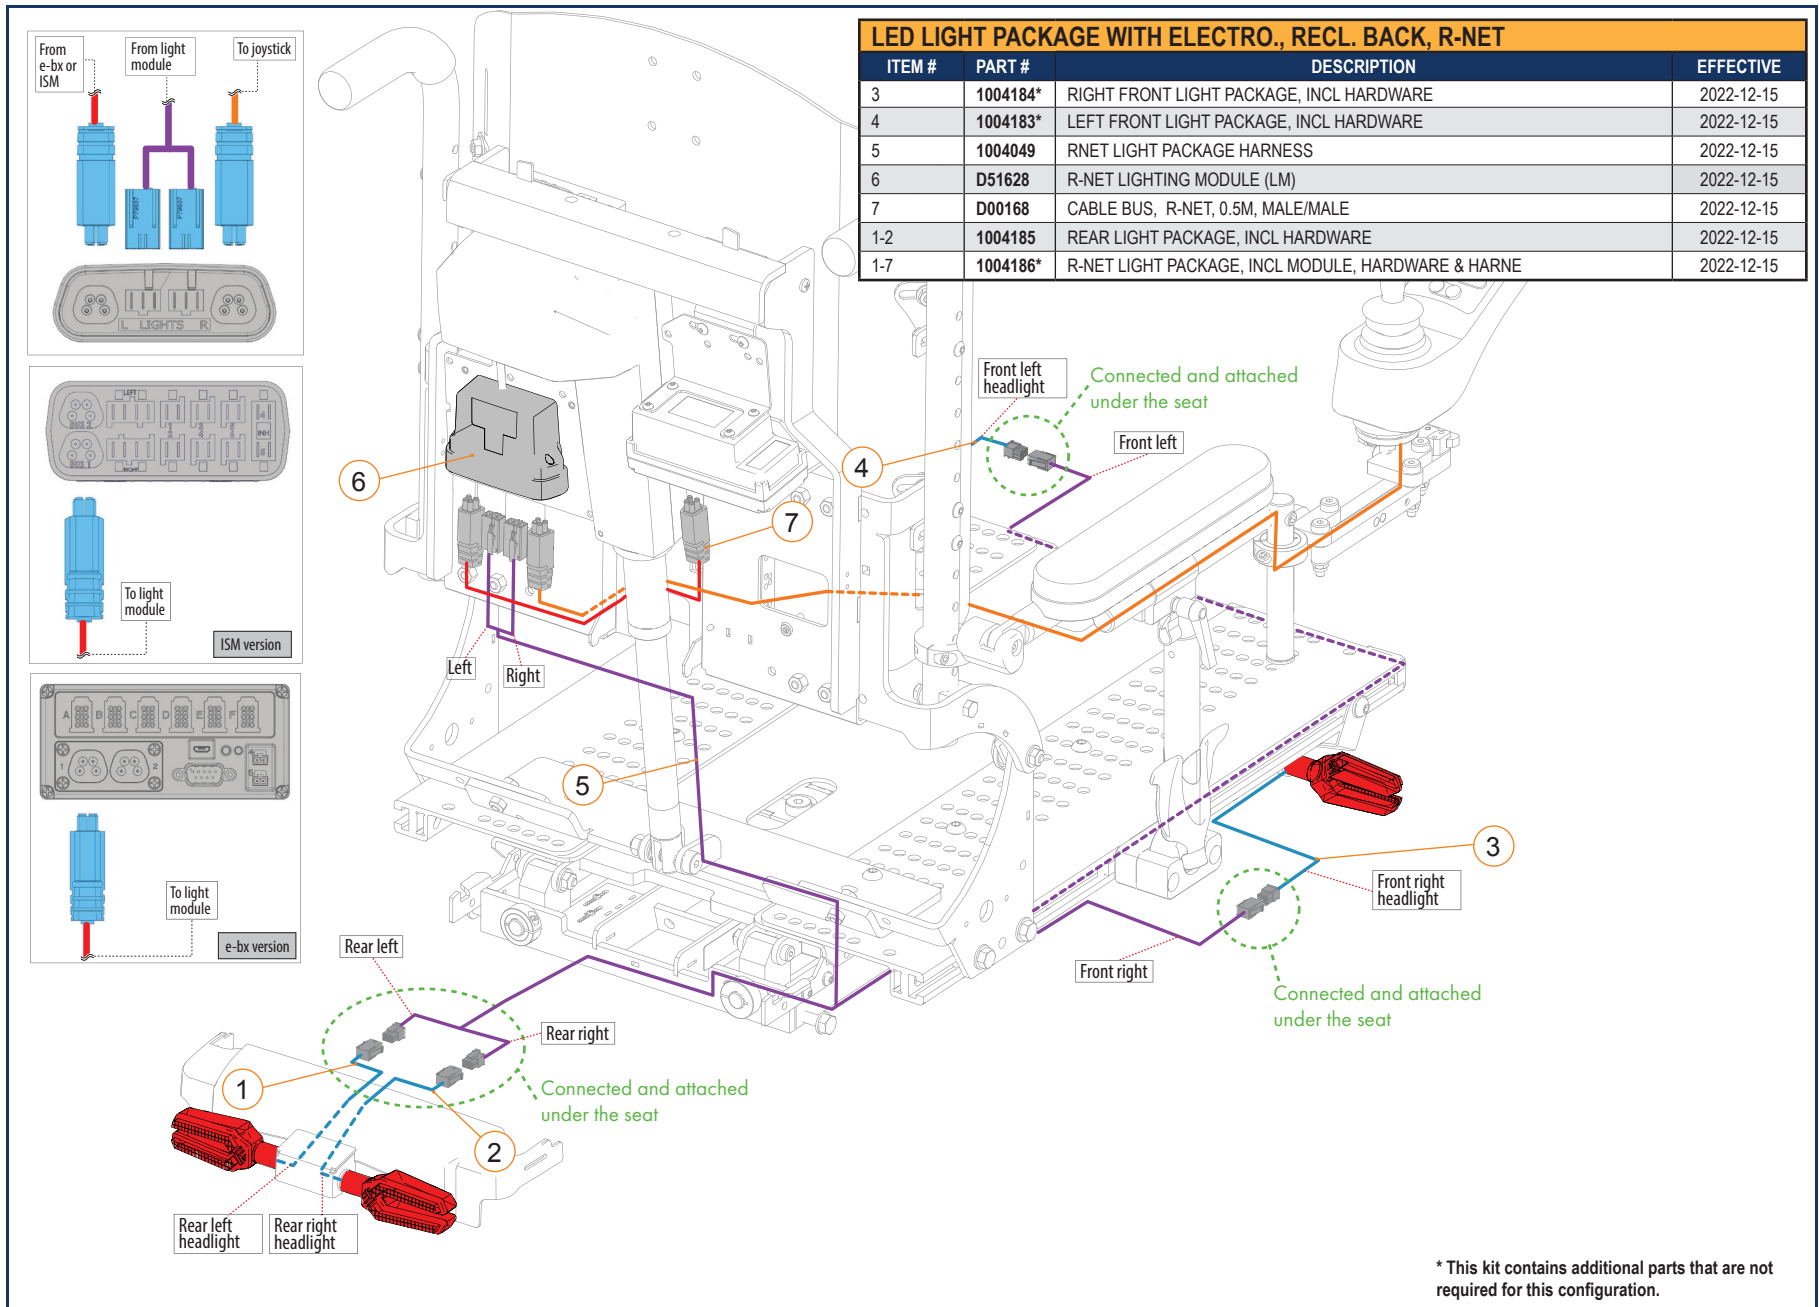 LED LIGHT PACKAGE WITH ELECTRO., RECL. BACK, R-NET
ITEM # PART # DESCRIPTION EFFECTIVE
3 1004184* RIGHT FRONT LIGHT PACKAGE, INCL HARDWARE 2022-12-15
4 1004183* LEFT FRONT LIGHT PACKAGE, INCL HARDWARE 2022-12-15
5 1004049 RNET LIGHT PACKAGE HARNESS 2022-12-15
6 D51628 R-NET LIGHTING MODULE (LM) 2022-12-15
7 D00168 CABLE BUS, R-NET, 0.5M, MALE/MALE 2022-12-15
1-2 1004185 REAR LIGHT PACKAGE, INCL HARDWARE 2022-12-15
1-7 1004186* R-NET LIGHT PACKAGE, INCL MODULE, HARDWARE & HARNE 2022-12-15
From
e-bx or
ISM
From light
module
To joystick
P79637
P79637
L LIGHTS R
LEFT
BUS 2
BUS 1
RIGHT
INH
To light
module
ISM version
A B C D E F
1 2
To light
module
e-bx version
Front left
headlight
Connected and attached
under the seat
Front left
4
6
7
Left
Right
5
3
Front right
headlight
Front right
Connected and attached
under the seat
Rear left
Rear right
1
Connected and attached
under the seat
2
Rear left
headlight
Rear right
headlight
* This kit contains additional parts that are not
required for this configuration.